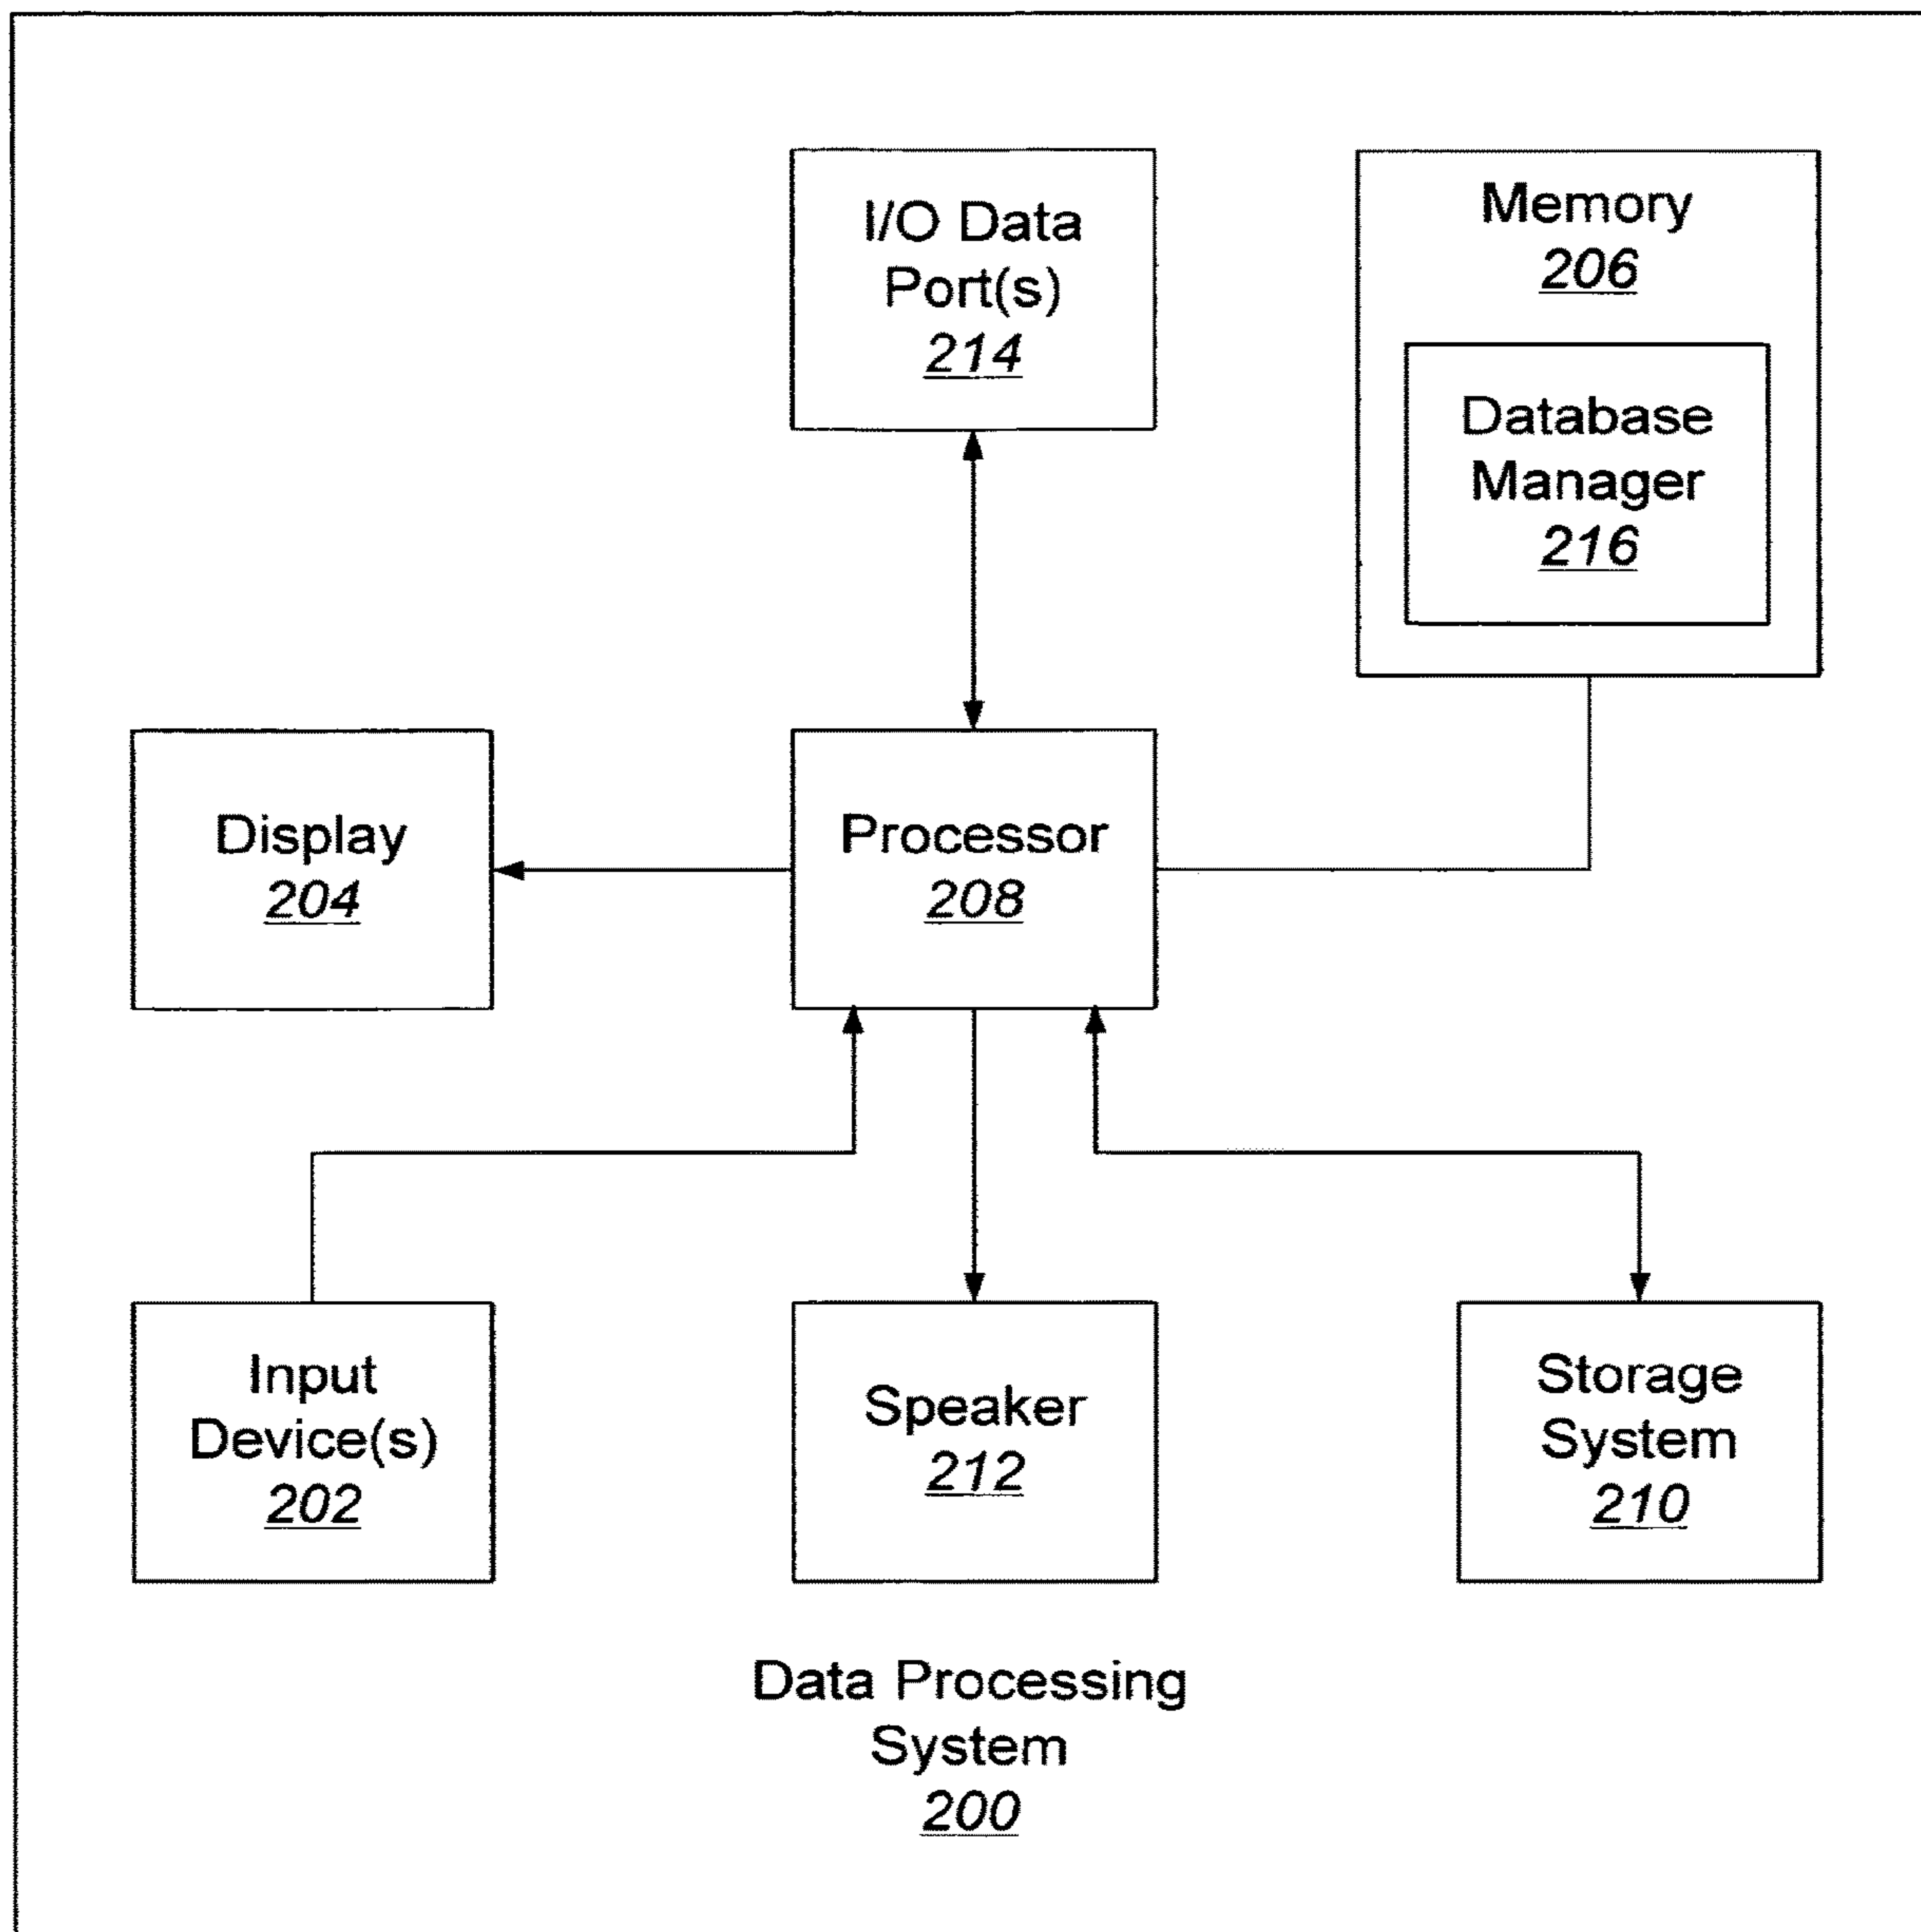 I/O Data
Port(s)
214
Memory
206
Database
Manager
216
Display
204
Processor
208
Input
Device(s)
202
Speaker
212
Storage
System
210
Data Processing
System
200